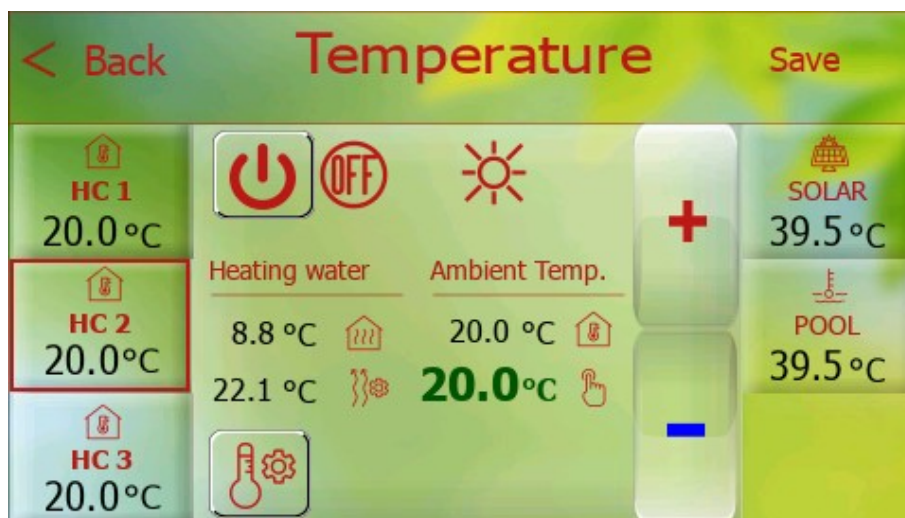 < Back
Temperature
Save
HC 1
20.0 °C
HC 2
20.0°C
HC 3
20.0°C
OFF
Heating water
8.8 °C
22.1 °C
Ambient Temp.
20.0 °C
20.0°C
+
-
SOLAR
39.5 °C
POOL
39.5 °C